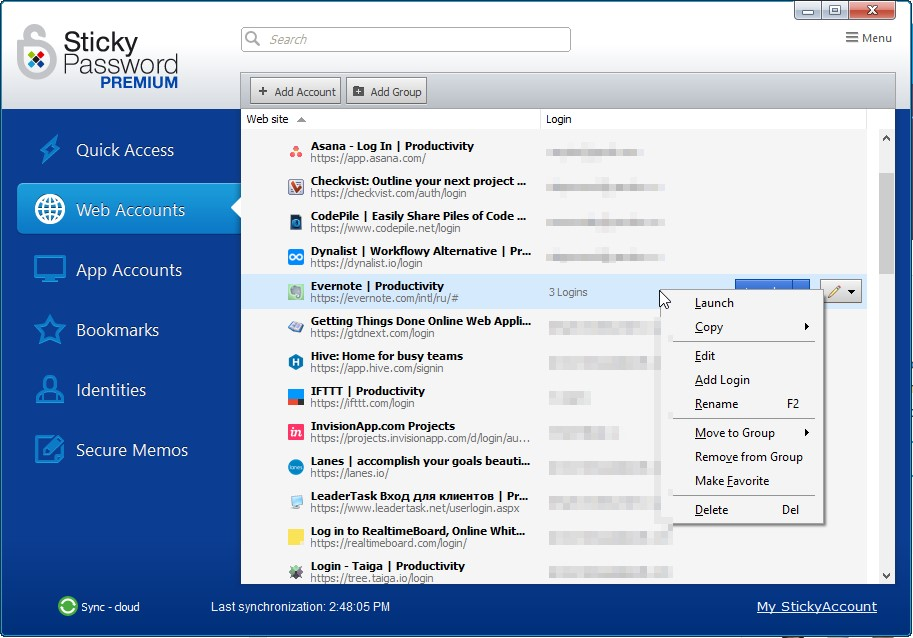 Sticky
Password
PREMIUM
Search
Menu
Add Account
Add Group
Web site
Login
Quick Access
Web Accounts
App Accounts
Bookmarks
Identities
Secure Memos
Asana - Log In | Productivity
https://app.asana.com/
Checkvist: Outline your next project ...
https://checkvist.com/auth/login
CodePile | Easily Share Piles of Code ...
https://www.codepile.net/login
Dynalist | Workflowy Alternative | Pr...
https://dynalist.io/login
Evernote | Productivity
https://evernote.com/intl/ru/#
3 Logins
Getting Things Done Online Web Appli...
https://gtdnext.com/login
Hive: Home for busy teams
https://app.hive.com/signin
IFTTT | Productivity
https://ifttt.com/login
InvisionApp.com Projects
https://projects.invisionapp.com/d/login/au...
Lanes | accomplish your goals beauti...
https://lanes.io/
LeaderTask Вход для клиентов | Pr...
https://www.leadertask.net/userlogin.aspx
Log in to RealtimeBoard, Online Whit...
https://realtimeboard.com/login/
Login - Taiga | Productivity
https://tree.taiga.io/login
Launch
Copy
Edit
Add Login
Rename F2
Move to Group
Remove from Group
Make Favorite
Delete Del
Sync - cloud
Last synchronization: 2:48:05 PM
My StickyAccount